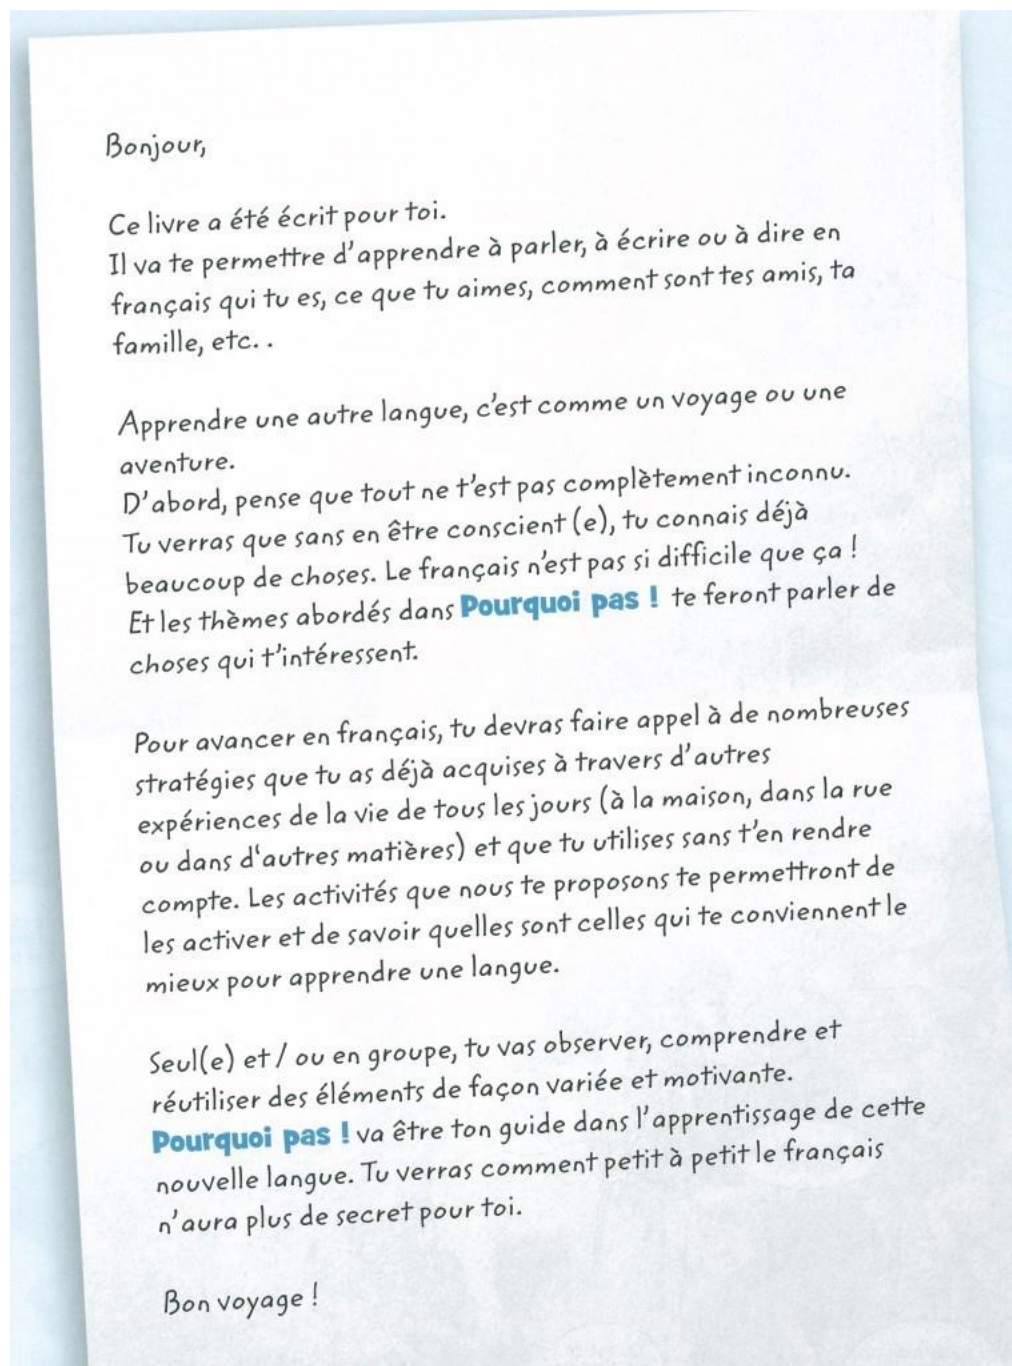 Bonjour,
Ce livre a été écrit pour toi.
Il va te permettre d'apprendre à parler, à écrire ou à dire en
français qui tu es, ce que tu aimes, comment sont tes amis, ta
famille, etc. .
Apprendre une autre langue, c'est comme un voyage ou une
aventure.
D'abord, pense que tout ne t'est pas complètement inconnu.
Tu verras que sans en être conscient (e), tu connais déjà
beaucoup de choses. Le français n'est pas si difficile que ça !
Et les thèmes abordés dans Pourquoi pas ! te feront parler de
choses qui t'intéressent.
Pour avancer en français, tu devras faire appel à de nombreuses
stratégies que tu as déjà acquises à travers d'autres
expériences de la vie de tous les jours (à la maison, dans la rue
ou dans d'autres matières) et que tu utilises sans t'en rendre
compte. Les activités que nous te proposons te permettront de
les activer et de savoir quelles sont celles qui te conviennent le
mieux pour apprendre une langue.
Seul(e) et / ou en groupe, tu vas observer, comprendre et
réutiliser des éléments de façon variée et motivante.
Pourquoi pas ! va être ton guide dans l'apprentissage de cette
nouvelle langue. Tu verras comment petit à petit le français
n'aura plus de secret pour toi.
Bon voyage !